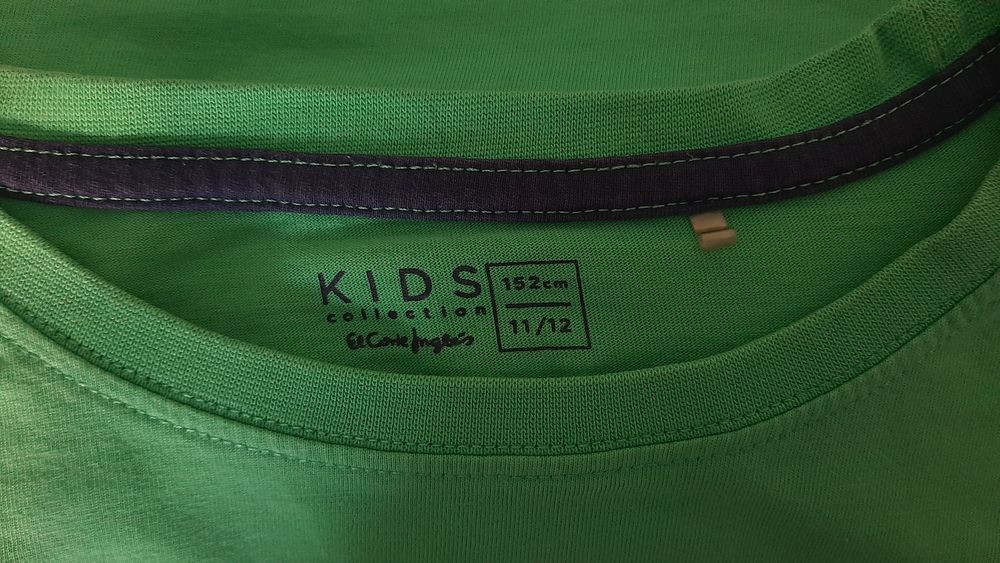 KIDS
collection
El Corte Inglés
152cm
11/12